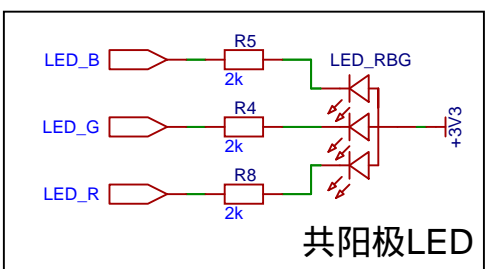 R5
LED_B
LED_RBG
2k
R4
LED_G
+3V3
2k
R8
LED_R
2k
共阳极LED